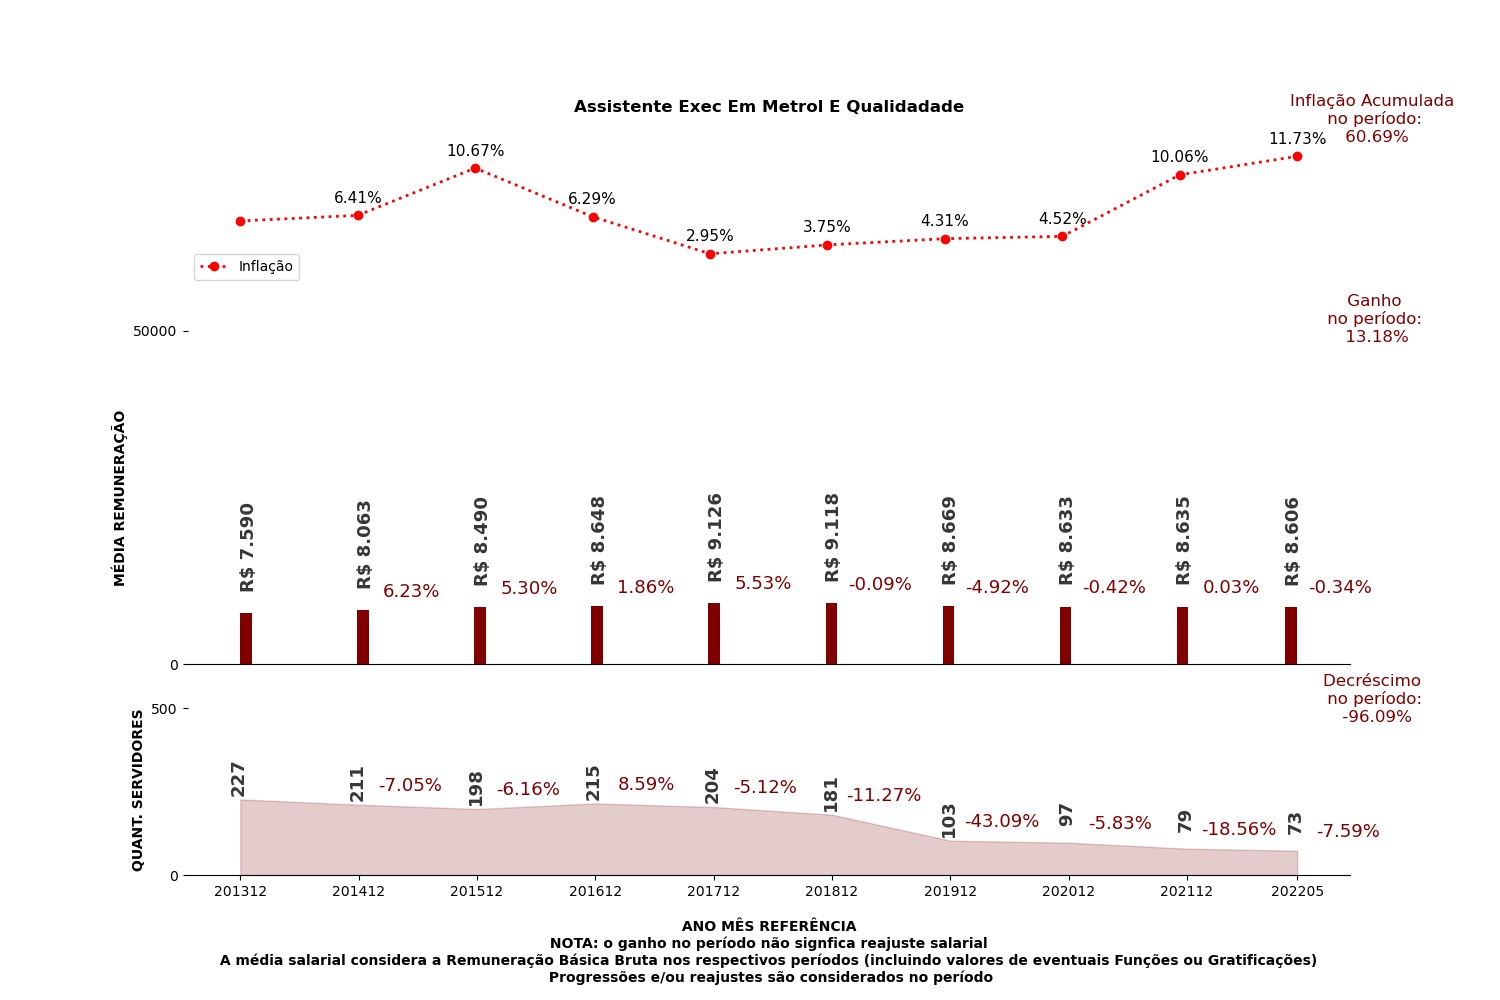 Assistente Exec Em Metrol E Qualidadade
Inflação Acumulada
no período:
60.69%
6.41%
10.67%
6.29%
2.95%
3.75%
4.31%
4.52%
10.06%
11.73%
Inflação
Ganho
no período:
13.18%
50000
0
MÉDIA REMUNERAÇÃO
R$ 7.590
R$ 8.063
R$ 8.490
R$ 8.648
R$ 9.126
R$ 9.118
R$ 8.669
R$ 8.633
R$ 8.635
R$ 8.606
6.23%
5.30%
1.86%
5.53%
-0.09%
-4.92%
-0.42%
0.03%
-0.34%
Decréscimo
no período:
-96.09%
500
0
QUANT. SERVIDORES
227
211
198
215
204
181
103
97
79
73
-7.05%
-6.16%
8.59%
-5.12%
-11.27%
-43.09%
-5.83%
-18.56%
-7.59%
201312
201412
201512
201612
201712
201812
201912
202012
202112
202205
ANO MÊS REFERÊNCIA
NOTA: o ganho no período não signfica reajuste salarial
A média salarial considera a Remuneração Básica Bruta nos respectivos períodos (incluindo valores de eventuais Funções ou Gratificações)
Progressões e/ou reajustes são considerados no período